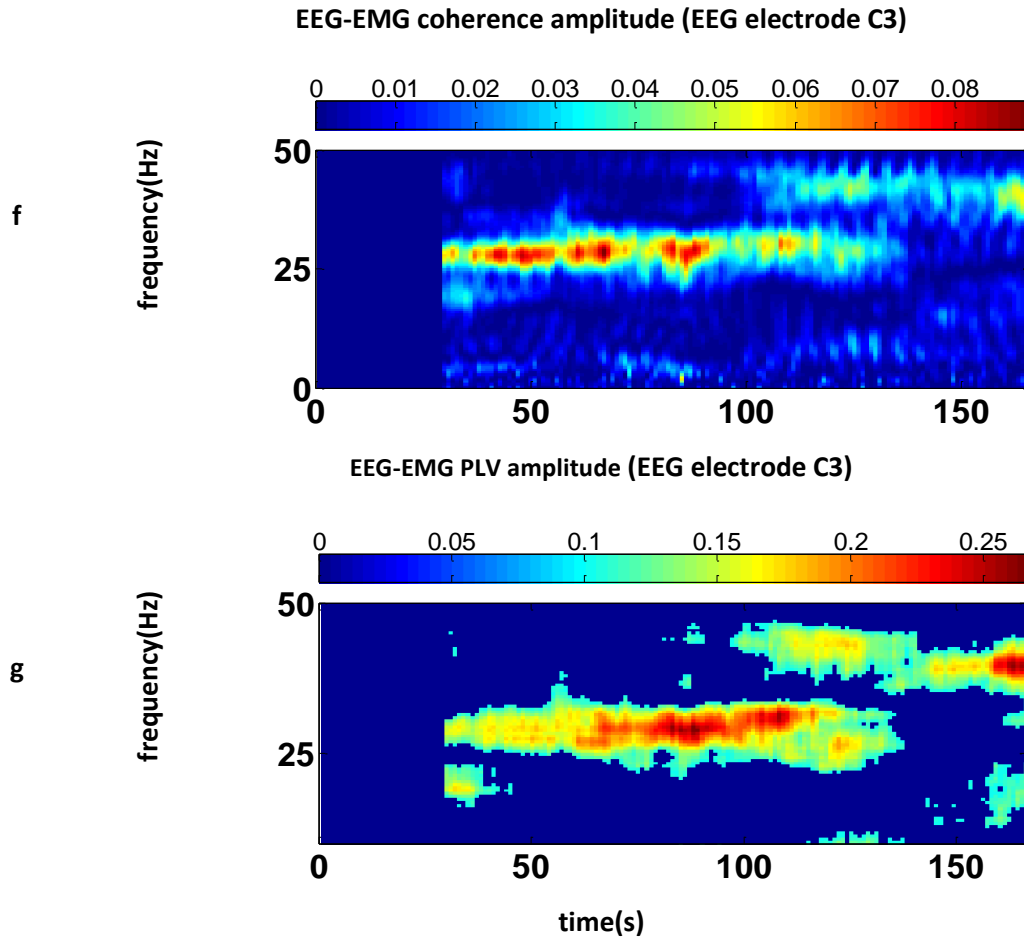 EEG-EMG coherence amplitude (EEG electrode C3)
0 0.01 0.02 0.03 0.04 0.05 0.06 0.07 0.08
f
frequency(Hz)
50
25
0
0 50 100 150
EEG-EMG PLV amplitude (EEG electrode C3)
0 0.05 0.1 0.15 0.2 0.25
g
frequency(Hz)
50
25
0 50 100 150
time(s)